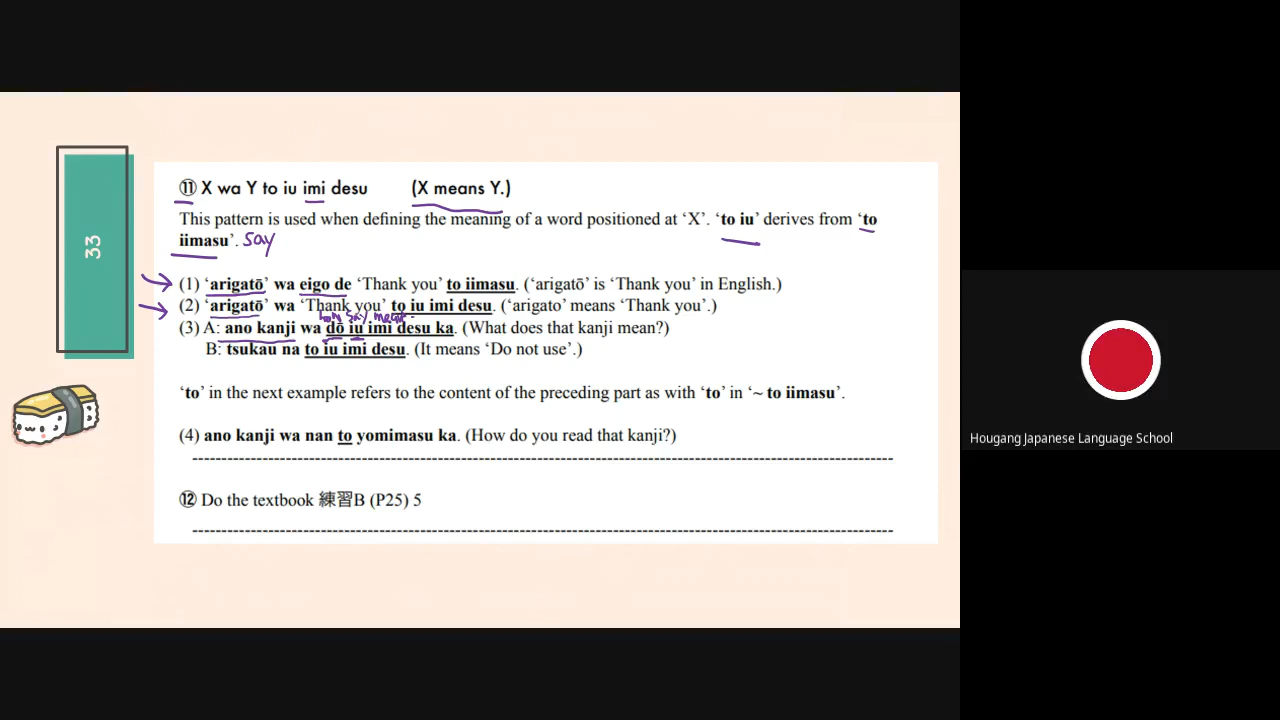 33
⑪ X wa Y to iu imi desu (X means Y.)
This pattern is used when defining the meaning of a word positioned at ‘X’. ‘to iu’ derives from ‘to
iimasu’. Say
(1) ‘arigatō’ wa eigo de ‘Thank you’ to iimasu. (‘arigatō’ is ‘Thank you’ in English.)
(2) ‘arigatō’ wa ‘Thank you’ to iu imi desu. (‘arigato’ means ‘Thank you’.)
how say mean
(3) A: ano kanji wa dō iu imi desu ka. (What does that kanji mean?)
B: tsukau na to iu imi desu. (It means ‘Do not use’.)
‘to’ in the next example refers to the content of the preceding part as with ‘to’ in ‘~ to iimasu’.
(4) ano kanji wa nan to yomimasu ka. (How do you read that kanji?)
⑫ Do the textbook 練習B (P25) 5
Hougang Japanese Language School